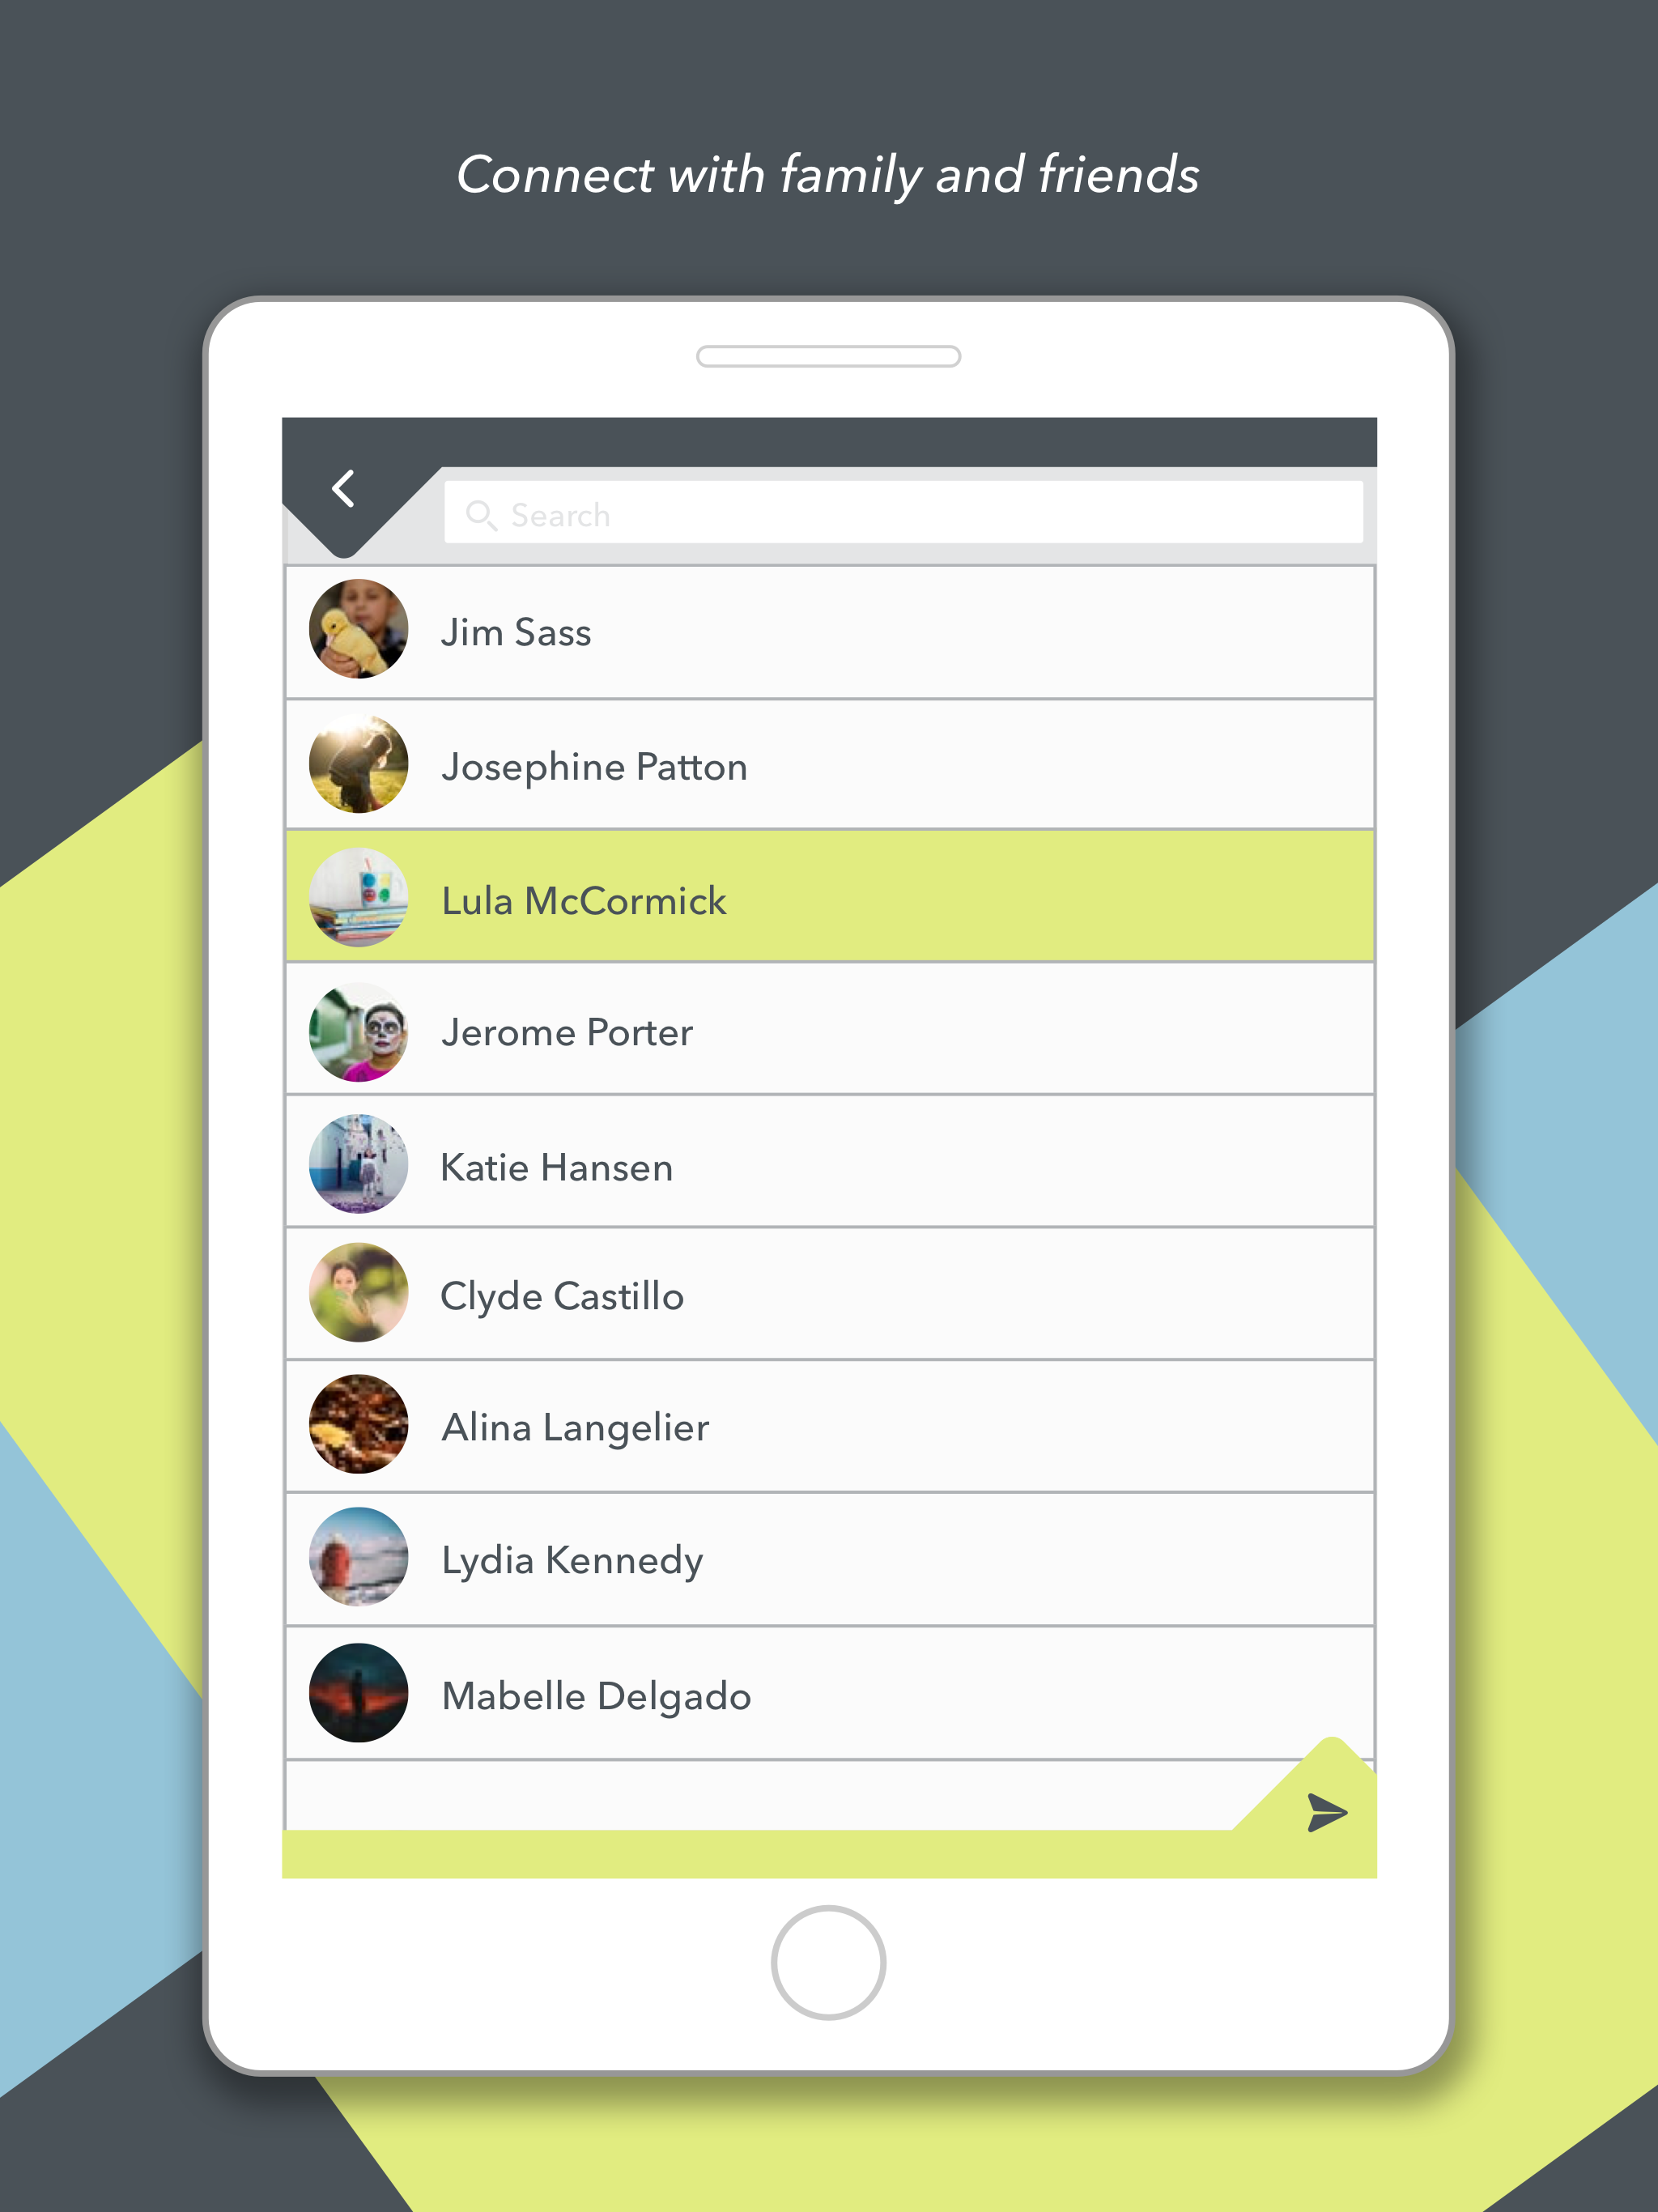 Connect with family and friends
Search
Jim Sass
Josephine Patton
Lula McCormick
Jerome Porter
Katie Hansen
Clyde Castillo
Alina Langelier
Lydia Kennedy
Mabelle Delgado